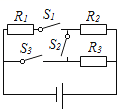 R₁ S₁ R₂
S₂
S₃ R₃